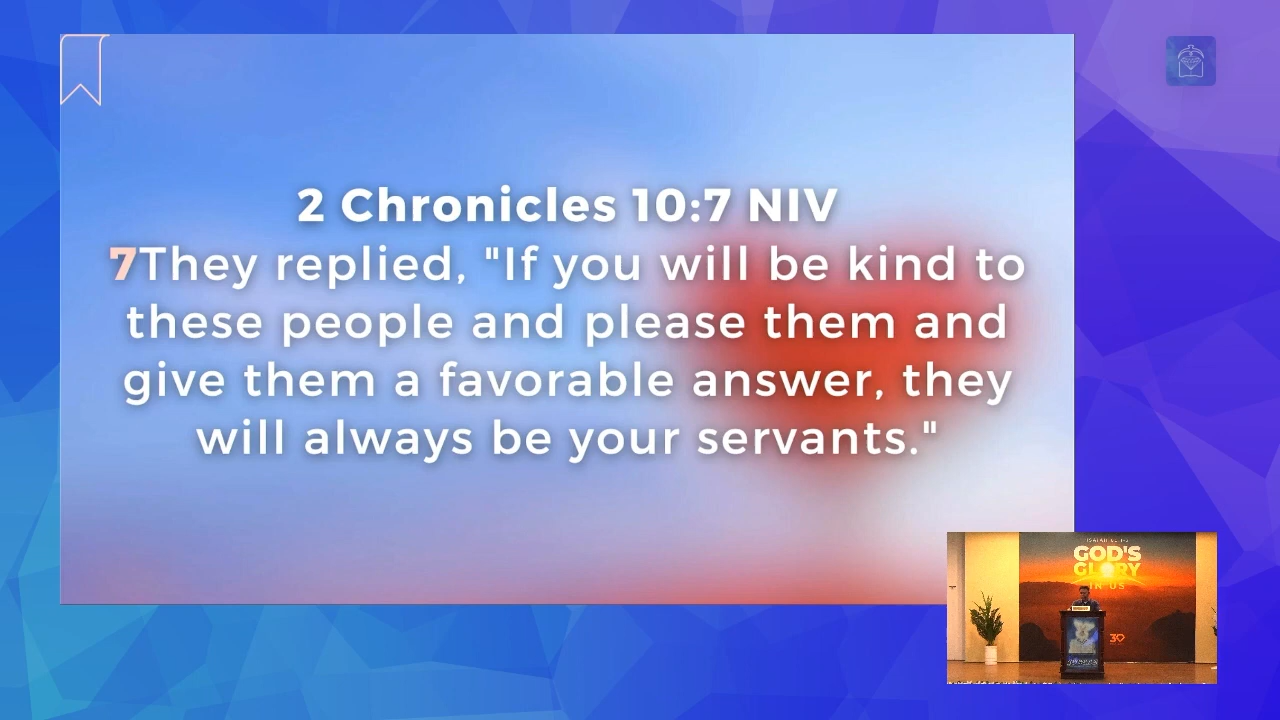 2 Chronicles 10:7 NIV
7They replied, "If you will be kind to
these people and please them and
give them a favorable answer, they
will always be your servants."
GOD'S
GLORY
IN US
30